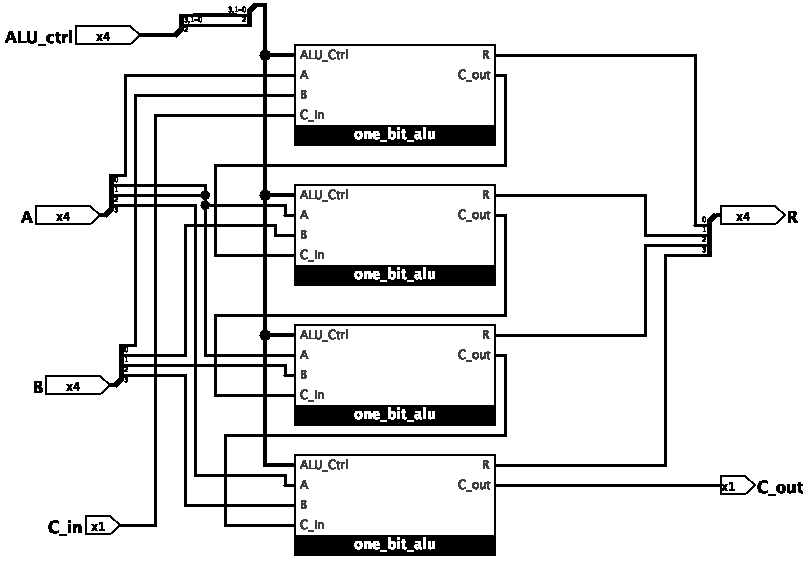 ALU_ctrl x4
3,1-0
2
3,1-0
2
ALU_Ctrl R
A C_out
B
C_in
one_bit_alu
A x4
0
1
2
3
ALU_Ctrl R
A C_out
B
C_in
one_bit_alu
0
1
2
3
x4 R
B x4
0
1
2
3
ALU_Ctrl R
A C_out
B
C_in
one_bit_alu
ALU_Ctrl R
A C_out
B
C_in
one_bit_alu
x1 C_out
C_in x1